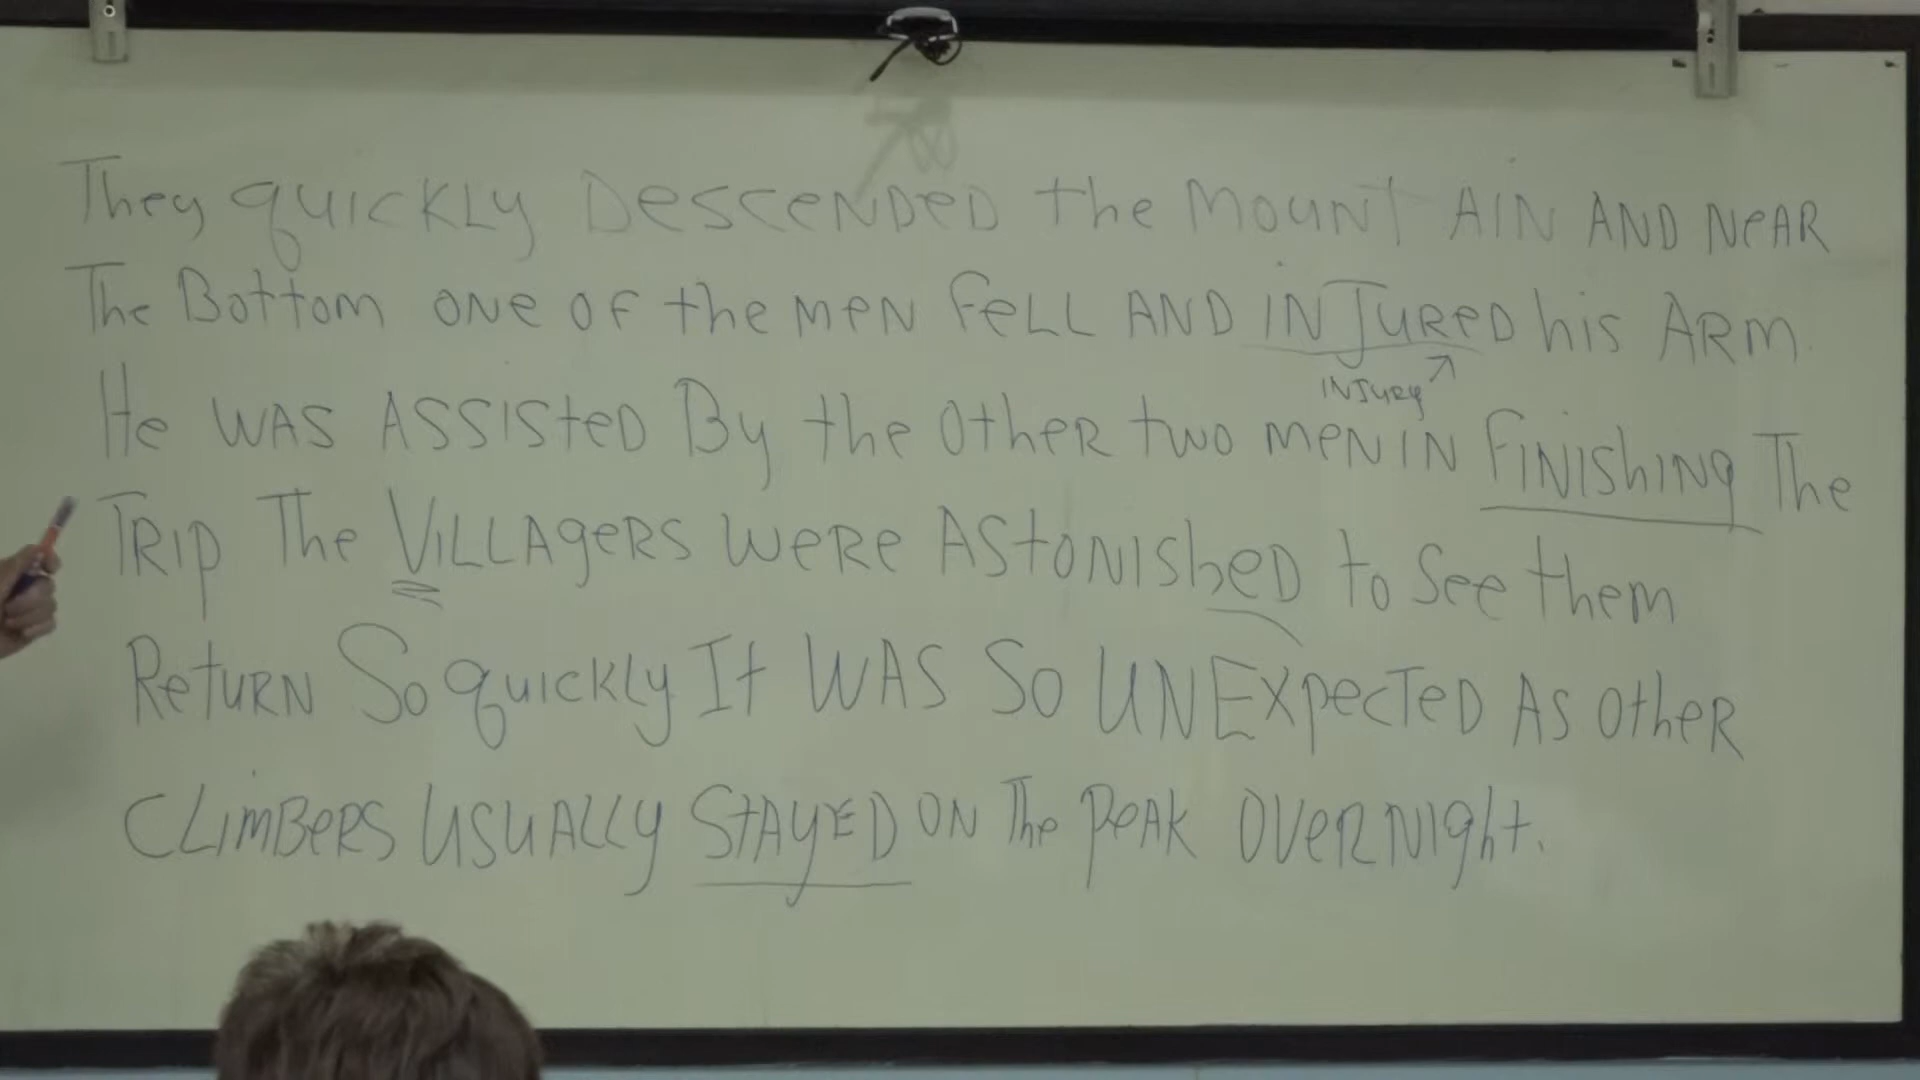 They quickLy DesceNDeD the MouNT AIN AND NeAR
The Bottom oNe of the meN feLL AND INJUReD his ARm.
INJURy
He WAS ASSISteD By the otheR two meN IN fINIShINg The
TRIp The VILLAgeRS weRe AStoNISheD to See them
RetuRN So quickly It WAS So UNExpecTeD AS otheR
CLimBeRS USUALLy STAyED oN The peAK oveRNight.